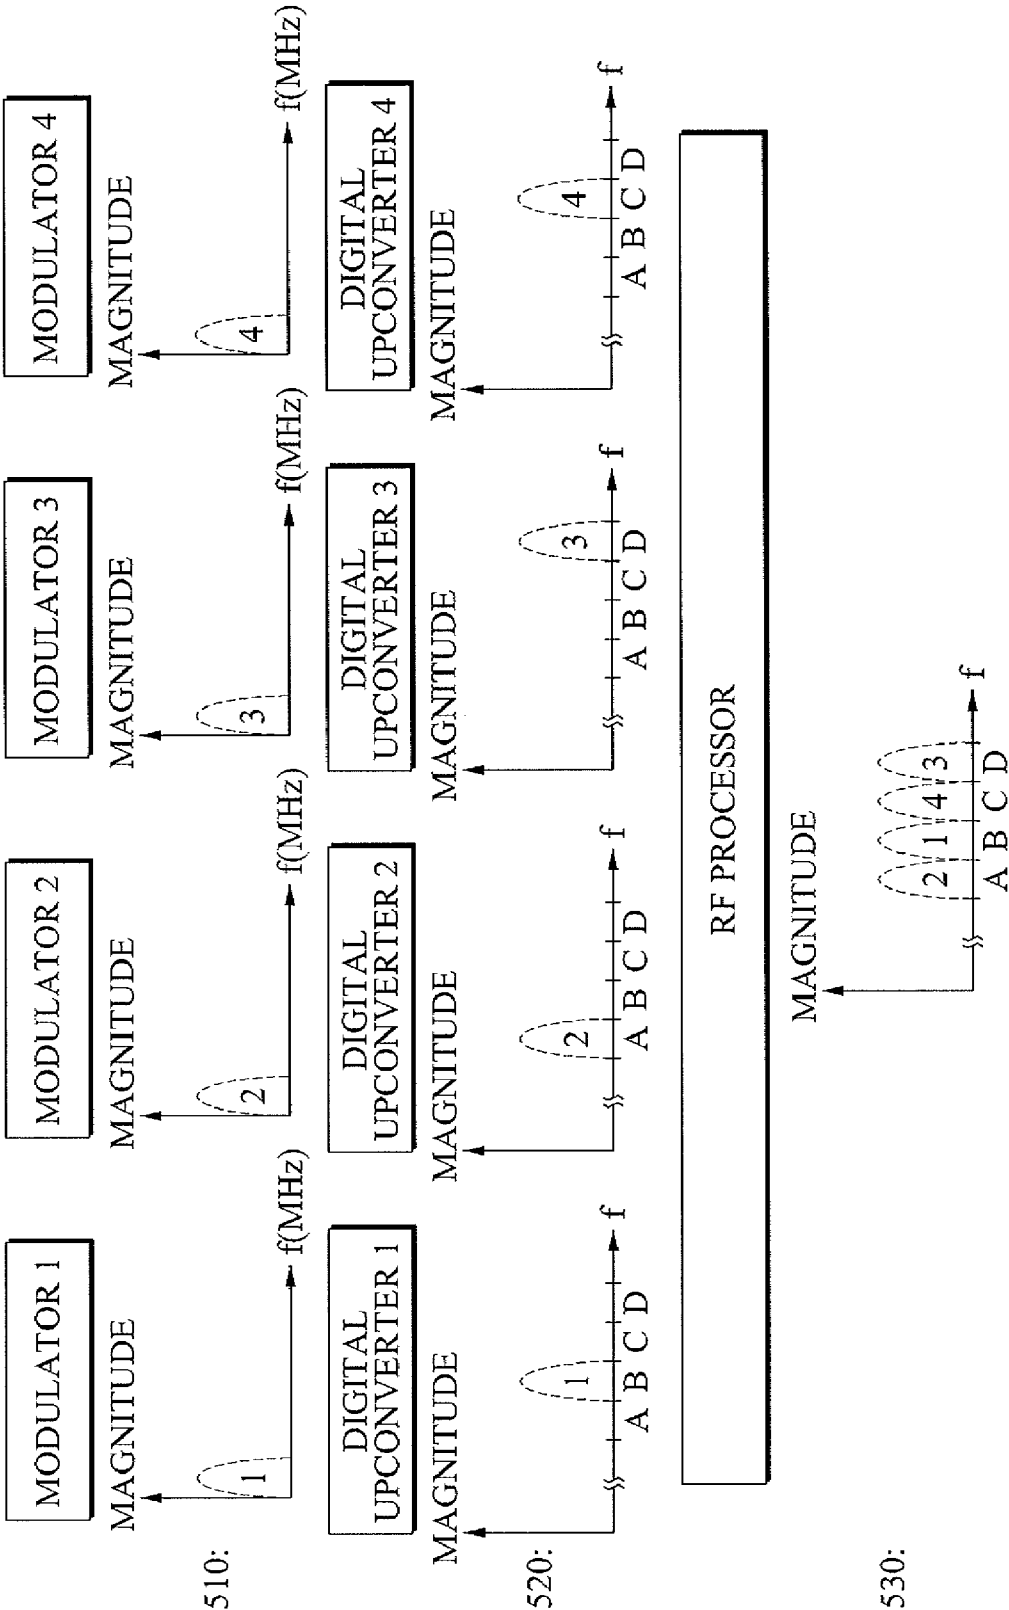 MODULATOR 1
MODULATOR 2
MODULATOR 3
MODULATOR 4
510:
MAGNITUDE
1
f(MHz)
MAGNITUDE
2
f(MHz)
MAGNITUDE
3
f(MHz)
MAGNITUDE
4
f(MHz)
DIGITAL
UPCONVERTER 1
DIGITAL
UPCONVERTER 2
DIGITAL
UPCONVERTER 3
DIGITAL
UPCONVERTER 4
520:
MAGNITUDE
1
f
A B C D
MAGNITUDE
2
f
A B C D
MAGNITUDE
3
f
A B C D
MAGNITUDE
4
f
A B C D
RF PROCESSOR
530:
MAGNITUDE
2 1 4 3
f
A B C D